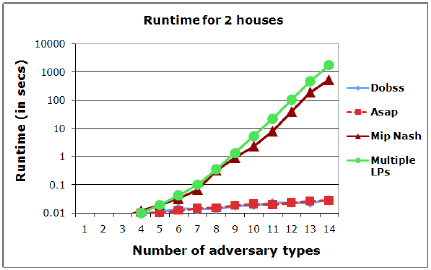 Runtime for 2 houses
Runtime (in secs)
10000
1000
100
10
1
0.1
0.01
1 2 3 4 5 6 7 8 9 10 11 12 13 14
Number of adversary types
Dobss
Asap
Mip Nash
Multiple
LPs